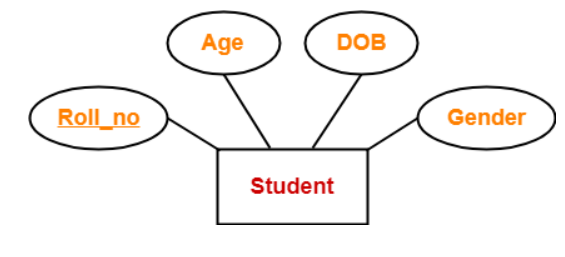 Age
DOB
Roll_no
Gender
Student